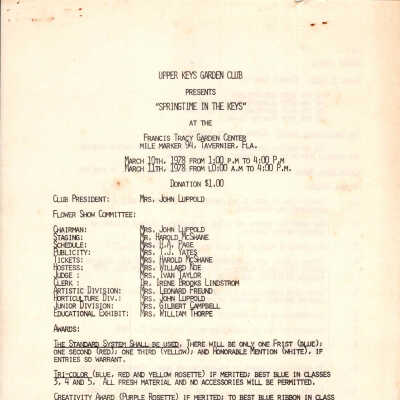 UPPER KEYS GARDEN CLUB
PRESENTS
"SPRINGTIME IN THE KEYS"
AT THE
FRANCIS TRACY GARDEN CENTER
MILE MARKER 94, TAVERNIER, FLA.
MARCH 10TH, 1978 FROM 1:00 P.M TO 4:00 P.M
MARCH 11TH, 1978 FROM 10:00 A.M TO 4:00 P.M.
DONATION $1.00
CLUB PRESIDENT: MRS. JOHN LUPPOLD
FLOWER SHOW COMMITTEE:
CHAIRMAN: MRS. JOHN LUPPOLD
STAGING: MR. HAROLD MCSHANE
SCHEDULE: MRS. H.A. PAGE
PUBLICITY: MRS. T.J. YATES
TICKETS: MRS. HAROLD MCSHANE
HOSTESS: MRS. WILLARD NOE
JUDGE : MRS. IVAN TAYLOR
CLERK : DR. IRENE BROOKS LINDSTROM
ARTISTIC DIVISION: MRS. LEONARD FREUND
HORTICULTURE DIV.: MRS. JOHN LUPPOLD
JUNIOR DIVISION: MRS. GILBERT CAMPBELL
EDUCATIONAL EXHIBIT: MRS. WILLIAM THORPE
AWARDS:
THE STANDARD SYSTEM SHALL BE USED. THERE WILL BE ONLY ONE FRIST (BLUE);
ONE SECOND (RED); ONE THIRD (YELLOW); AND HONORABLE MENTION (WHITE), IF
ENTRIES SO WARRANT.
TRI-COLOR (BLUE, RED AND YELLOW ROSETTE) IF MERITED; BEST BLUE IN CLASSES
3, 4 AND 5. ALL FRESH MATERIAL AND NO ACCESSORIES WILL BE PERMITTED.
CREATIVITY AWARD (PURPLE ROSETTE) IF MERITED; TO BEST BLUE RIBBON IN CLASS